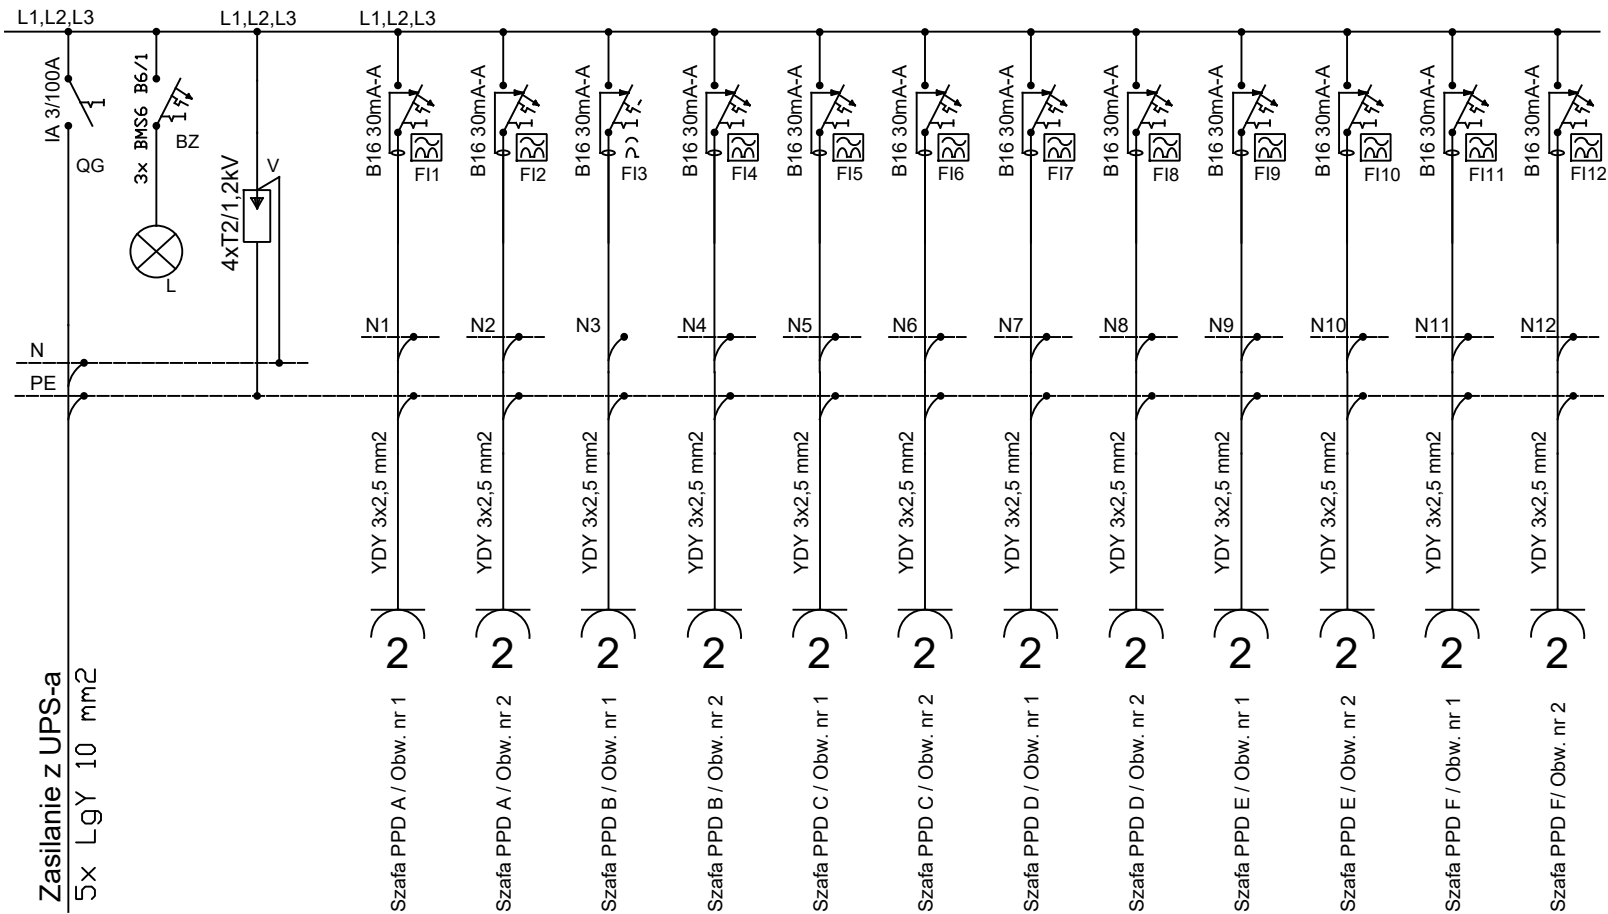 L1,L2,L3
L1,L2,L3
L1,L2,L3
IA 3/100A
QG
3x BMS6 B6/1
BZ
L
4xT2/1,2kV
V
B16 30mA-A
FI1
B16 30mA-A
FI2
B16 30mA-A
FI3
B16 30mA-A
FI4
B16 30mA-A
FI5
B16 30mA-A
FI6
B16 30mA-A
FI7
B16 30mA-A
FI8
B16 30mA-A
FI9
B16 30mA-A
FI10
B16 30mA-A
FI11
B16 30mA-A
FI12
N1
N2
N3
N4
N5
N6
N7
N8
N9
N10
N11
N12
N
PE
YDY 3x2,5 mm2
YDY 3x2,5 mm2
YDY 3x2,5 mm2
YDY 3x2,5 mm2
YDY 3x2,5 mm2
YDY 3x2,5 mm2
YDY 3x2,5 mm2
YDY 3x2,5 mm2
YDY 3x2,5 mm2
YDY 3x2,5 mm2
YDY 3x2,5 mm2
YDY 3x2,5 mm2
2
2
2
2
2
2
2
2
2
2
2
2
Zasilanie z UPS-a
5x LgY 10 mm2
Szafa PPD A / Obw. nr 1
Szafa PPD A / Obw. nr 2
Szafa PPD B / Obw. nr 1
Szafa PPD B / Obw. nr 2
Szafa PPD C / Obw. nr 1
Szafa PPD C / Obw. nr 2
Szafa PPD D / Obw. nr 1
Szafa PPD D / Obw. nr 2
Szafa PPD E / Obw. nr 1
Szafa PPD E / Obw. nr 2
Szafa PPD F / Obw. nr 1
Szafa PPD F/ Obw. nr 2